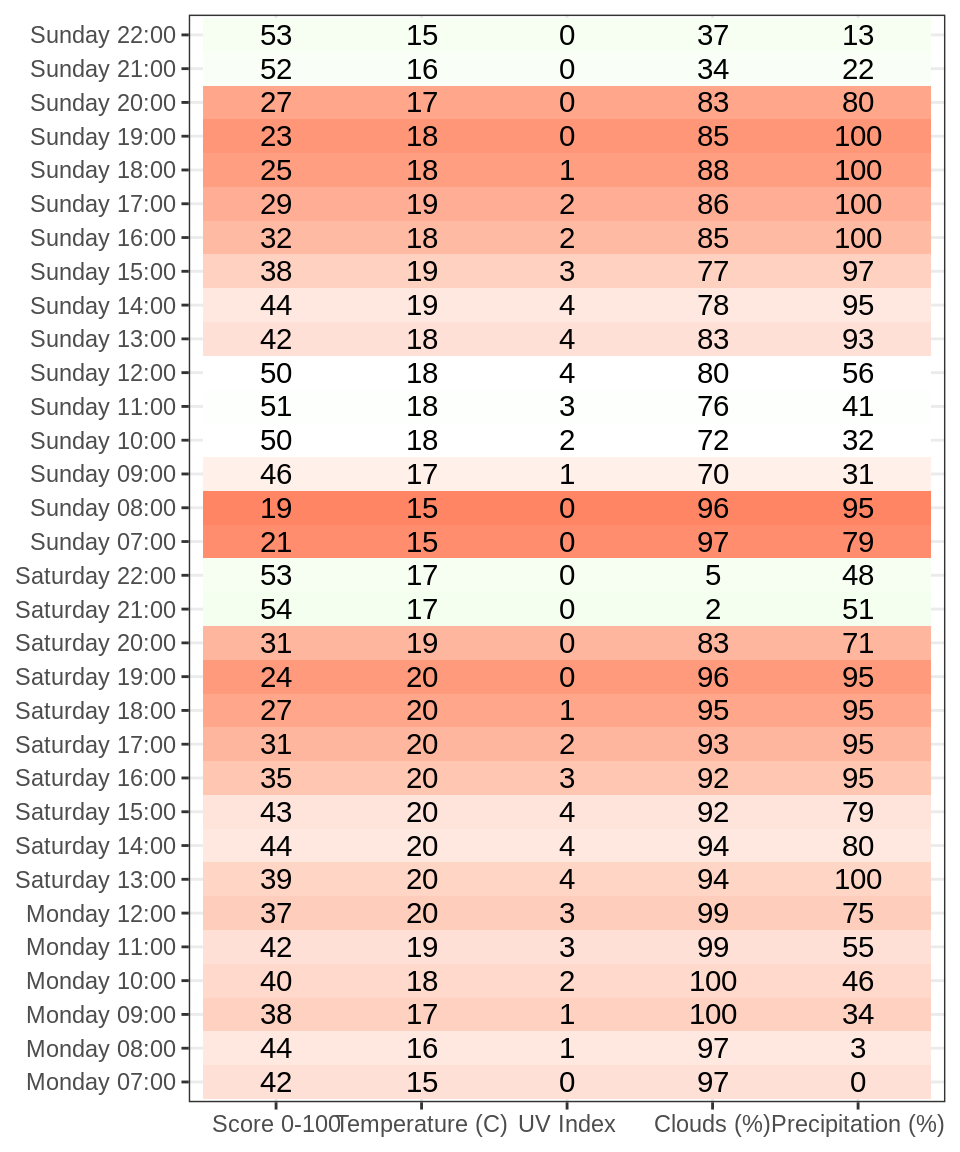 Sunday 22:00 53 15 0 37 13
Sunday 21:00 52 16 0 34 22
Sunday 20:00 27 17 0 83 80
Sunday 19:00 23 18 0 85 100
Sunday 18:00 25 18 1 88 100
Sunday 17:00 29 19 2 86 100
Sunday 16:00 32 18 2 85 100
Sunday 15:00 38 19 3 77 97
Sunday 14:00 44 19 4 78 95
Sunday 13:00 42 18 4 83 93
Sunday 12:00 50 18 4 80 56
Sunday 11:00 51 18 3 76 41
Sunday 10:00 50 18 2 72 32
Sunday 09:00 46 17 1 70 31
Sunday 08:00 19 15 0 96 95
Sunday 07:00 21 15 0 97 79
Saturday 22:00 53 17 0 5 48
Saturday 21:00 54 17 0 2 51
Saturday 20:00 31 19 0 83 71
Saturday 19:00 24 20 0 96 95
Saturday 18:00 27 20 1 95 95
Saturday 17:00 31 20 2 93 95
Saturday 16:00 35 20 3 92 95
Saturday 15:00 43 20 4 92 79
Saturday 14:00 44 20 4 94 80
Saturday 13:00 39 20 4 94 100
Monday 12:00 37 20 3 99 75
Monday 11:00 42 19 3 99 55
Monday 10:00 40 18 2 100 46
Monday 09:00 38 17 1 100 34
Monday 08:00 44 16 1 97 3
Monday 07:00 42 15 0 97 0
Score 0-100 Temperature (C) UV Index Clouds (%) Precipitation (%)